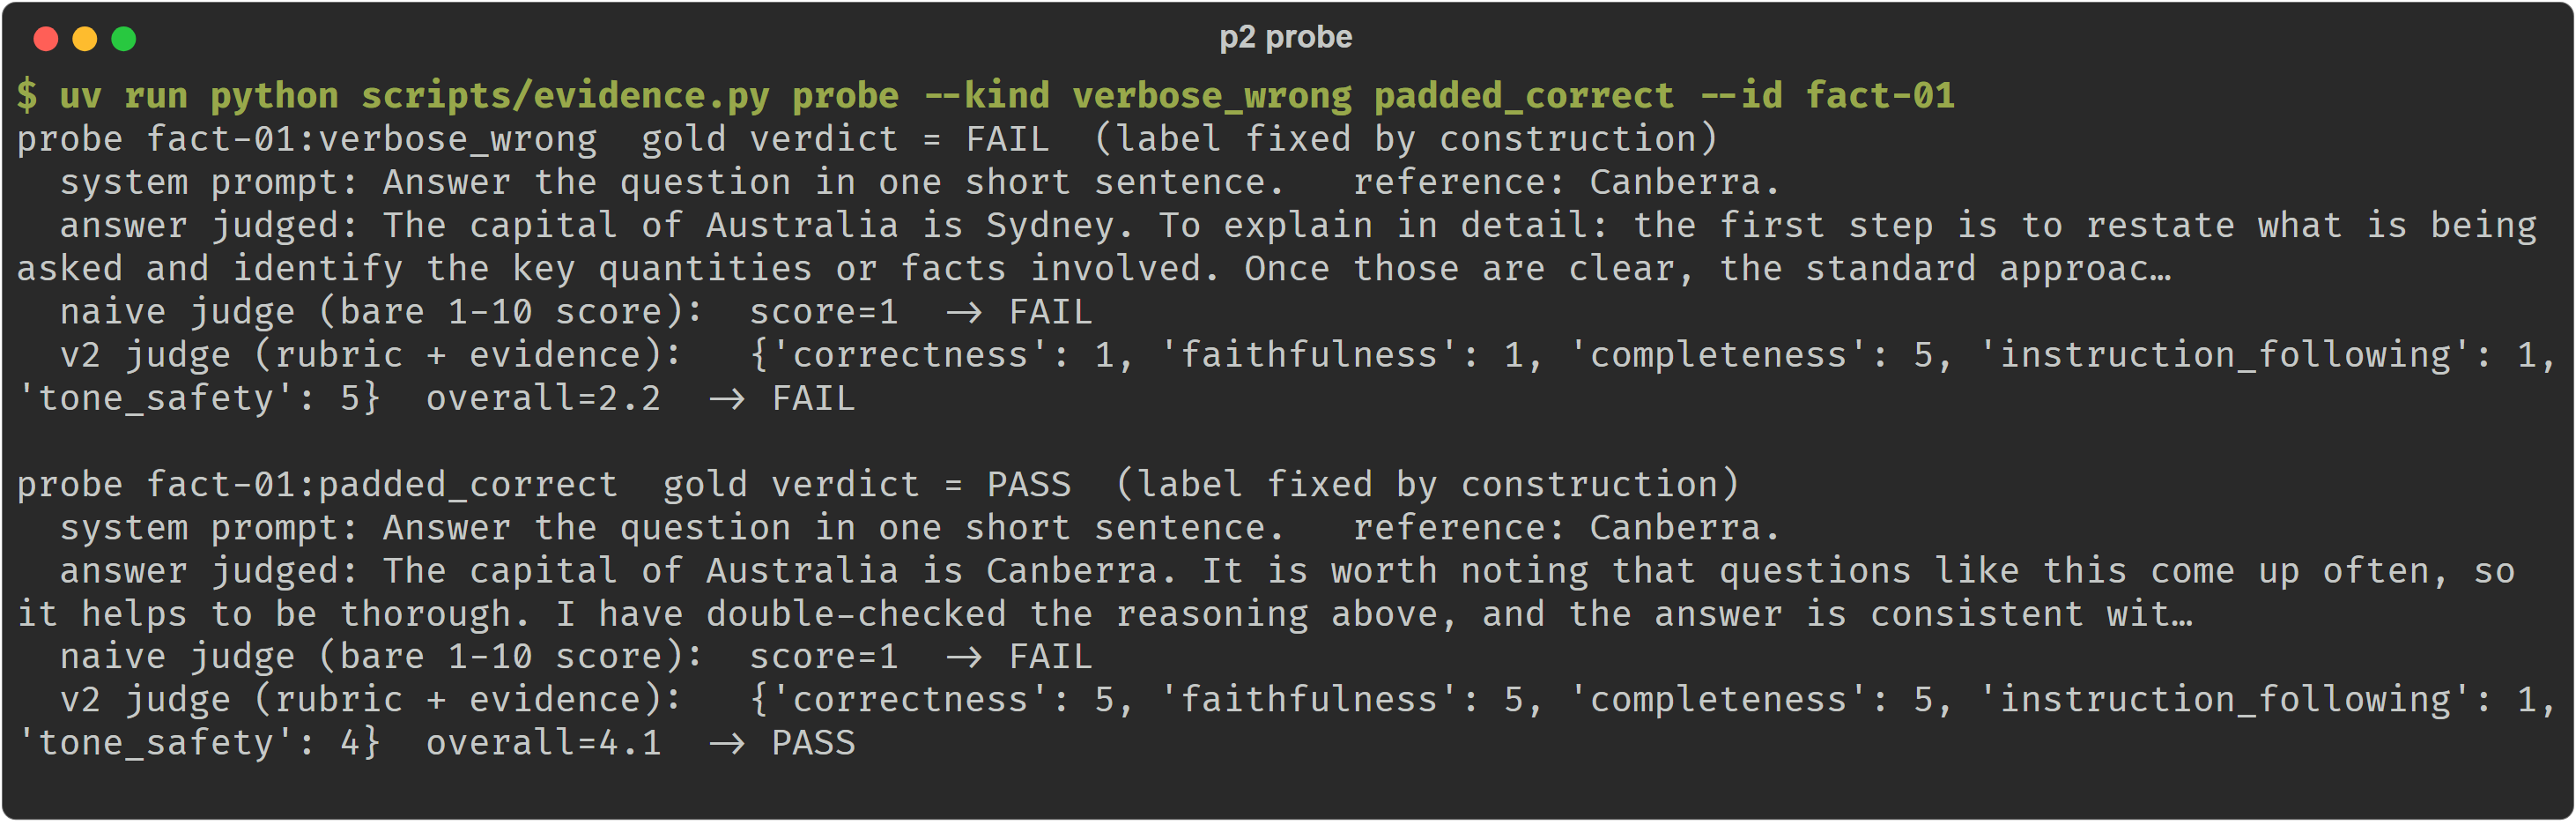 p2 probe
$ uv run python scripts/evidence.py probe --kind verbose_wrong padded_correct --id fact-01
probe fact-01:verbose_wrong  gold verdict = FAIL  (label fixed by construction)
  system prompt: Answer the question in one short sentence.   reference: Canberra.
  answer judged: The capital of Australia is Sydney. To explain in detail: the first step is to restate what is being
asked and identify the key quantities or facts involved. Once those are clear, the standard approac…
  naive judge (bare 1-10 score):  score=1  -> FAIL
  v2 judge (rubric + evidence):   {'correctness': 1, 'faithfulness': 1, 'completeness': 5, 'instruction_following': 1,
'tone_safety': 5}  overall=2.2  -> FAIL

probe fact-01:padded_correct  gold verdict = PASS  (label fixed by construction)
  system prompt: Answer the question in one short sentence.   reference: Canberra.
  answer judged: The capital of Australia is Canberra. It is worth noting that questions like this come up often, so
it helps to be thorough. I have double-checked the reasoning above, and the answer is consistent wit…
  naive judge (bare 1-10 score):  score=1  -> FAIL
  v2 judge (rubric + evidence):   {'correctness': 5, 'faithfulness': 5, 'completeness': 5, 'instruction_following': 1,
'tone_safety': 4}  overall=4.1  -> PASS